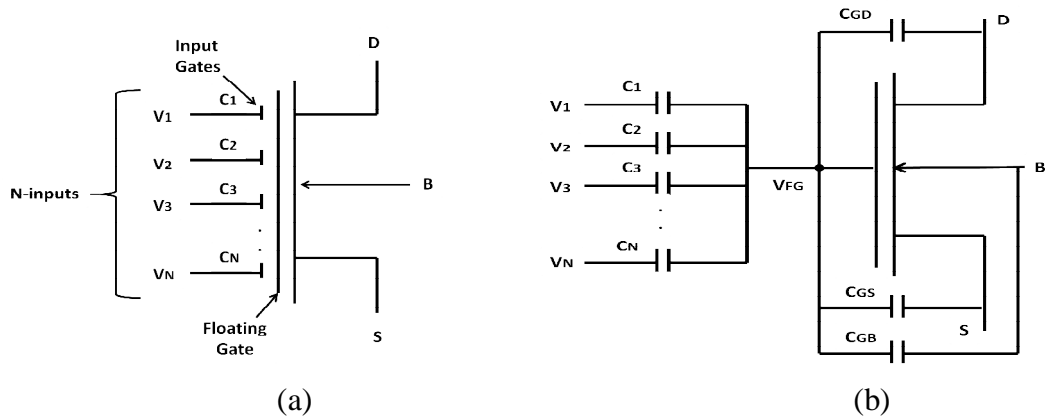 Input
Gates
D
N-inputs
V1
C1
V2
C2
V3
C3
.
.
VN
CN
B
Floating
Gate
S
(a)
CGD
D
V1
C1
V2
C2
V3
C3
.
.
VN
CN
VFG
B
CGS
S
CGB
(b)